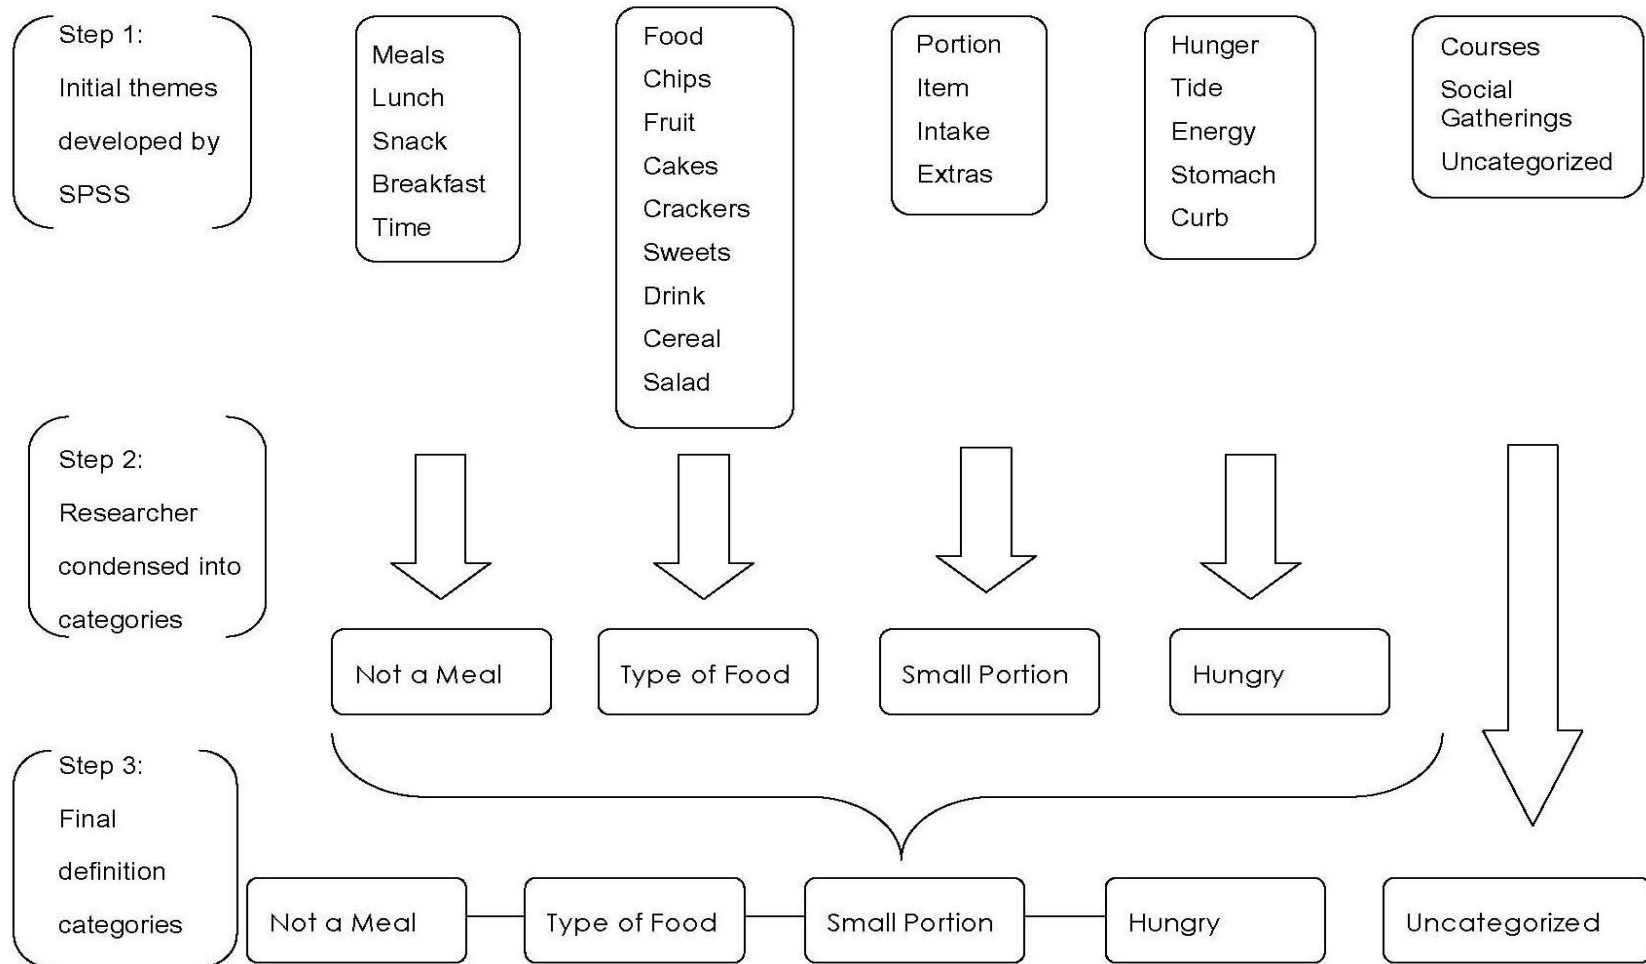 Step 1:
Initial themes
developed by
SPSS
Meals
Lunch
Snack
Breakfast
Time
Food
Chips
Fruit
Cakes
Crackers
Sweets
Drink
Cereal
Salad
Portion
Item
Intake
Extras
Hunger
Tide
Energy
Stomach
Curb
Courses
Social
Gatherings
Uncategorized
Step 2:
Researcher
condensed into
categories
Not a Meal
Type of Food
Small Portion
Hungry
Step 3:
Final
definition
categories
Not a Meal
Type of Food
Small Portion
Hungry
Uncategorized